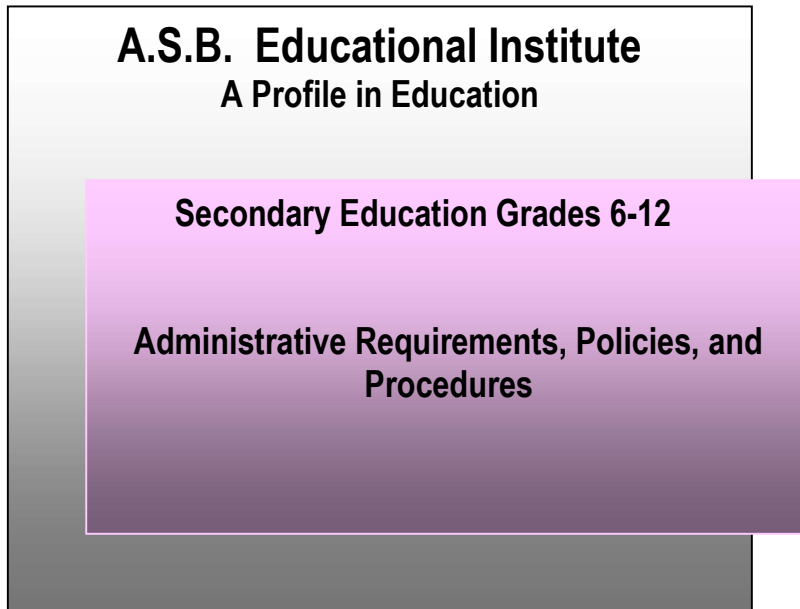 A.S.B. Educational Institute
A Profile in Education
Secondary Education Grades 6-12
Administrative Requirements, Policies, and
Procedures